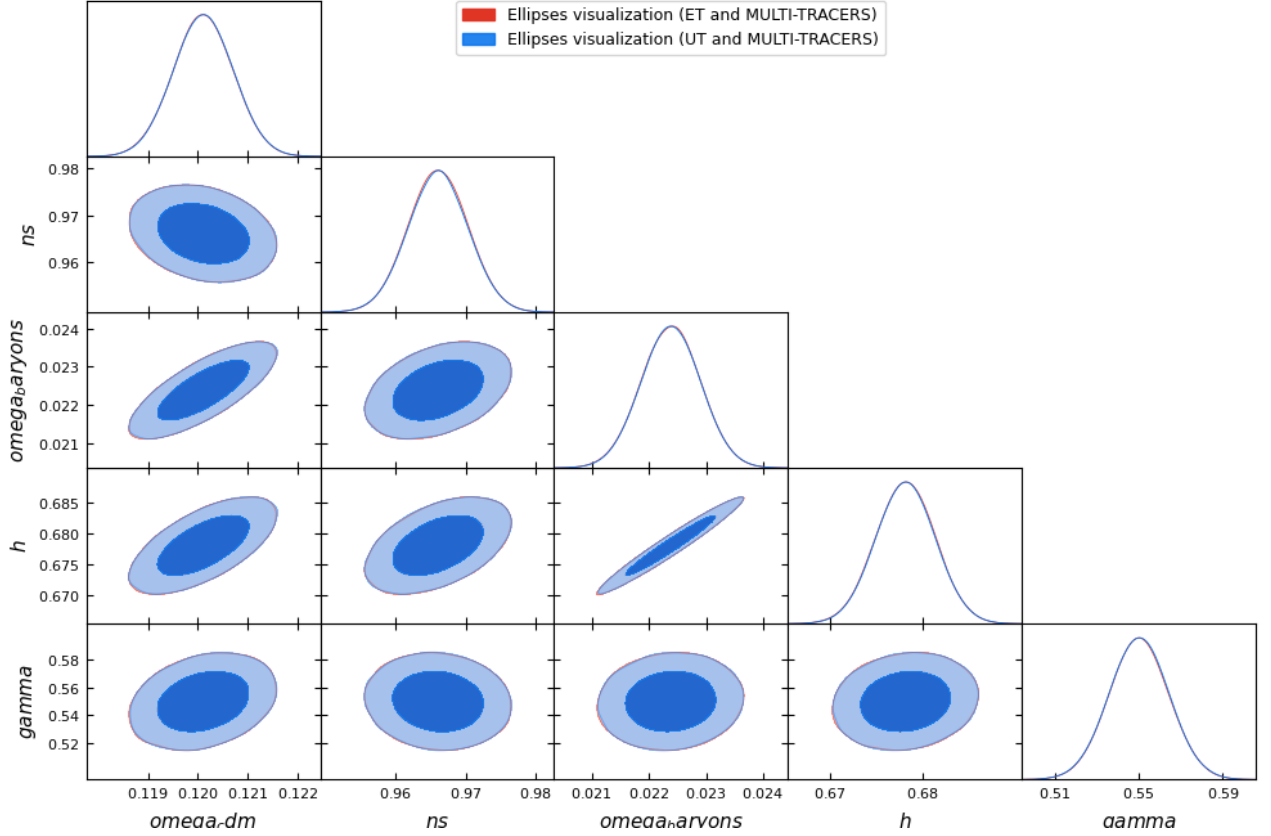 Ellipses visualization (ET and MULTI-TRACERS)
Ellipses visualization (UT and MULTI-TRACERS)
0.98
0.97
0.96
ns
0.024
0.023
0.022
0.021
omega_baryons
0.685
0.680
0.675
0.670
h
0.58
0.56
0.54
0.52
gamma
0.119 0.120 0.121 0.122
0.96 0.97 0.98
0.021 0.022 0.023 0.024
0.67 0.68
0.51 0.55 0.59
omega_cdm
ns
omega_baryons
h
gamma